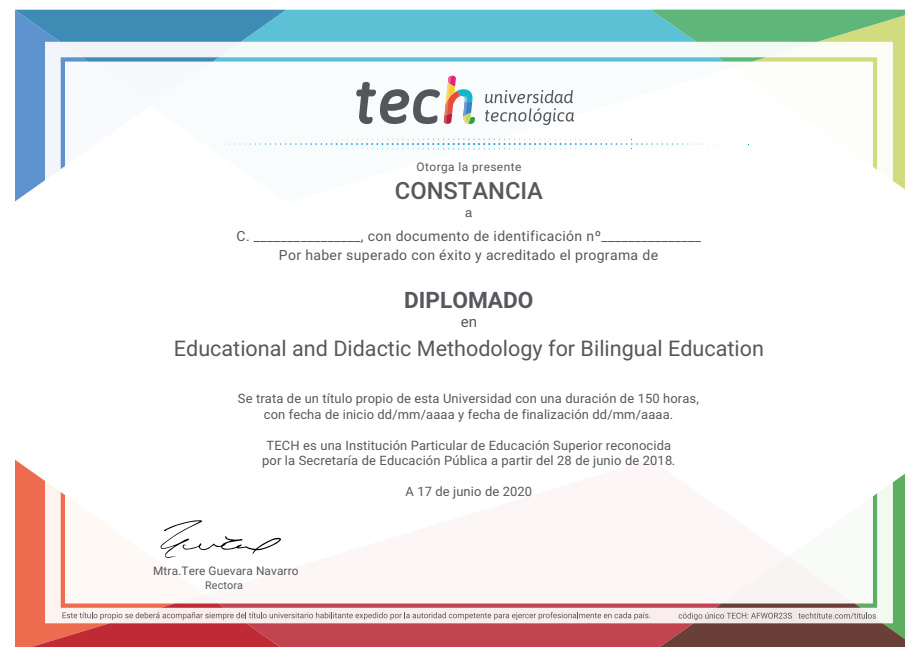 tech universidad
tecnológica
Otorga la presente
CONSTANCIA
a
C. ________________, con documento de identificación nº_______________
Por haber superado con éxito y acreditado el programa de
DIPLOMADO
en
Educational and Didactic Methodology for Bilingual Education
Se trata de un título propio de esta Universidad con una duración de 150 horas,
con fecha de inicio dd/mm/aaaa y fecha de finalización dd/mm/aaaa.
TECH es una Institución Particular de Educación Superior reconocida
por la Secretaría de Educación Pública a partir del 28 de junio de 2018.
A 17 de junio de 2020
Mtra.Tere Guevara Navarro
Rectora
Este título propio se deberá acompañar siempre del título universitario habilitante expedido por la autoridad competente para ejercer profesionalmente en cada país. código único TECH: AFWOR23S techtitute.com/titulos